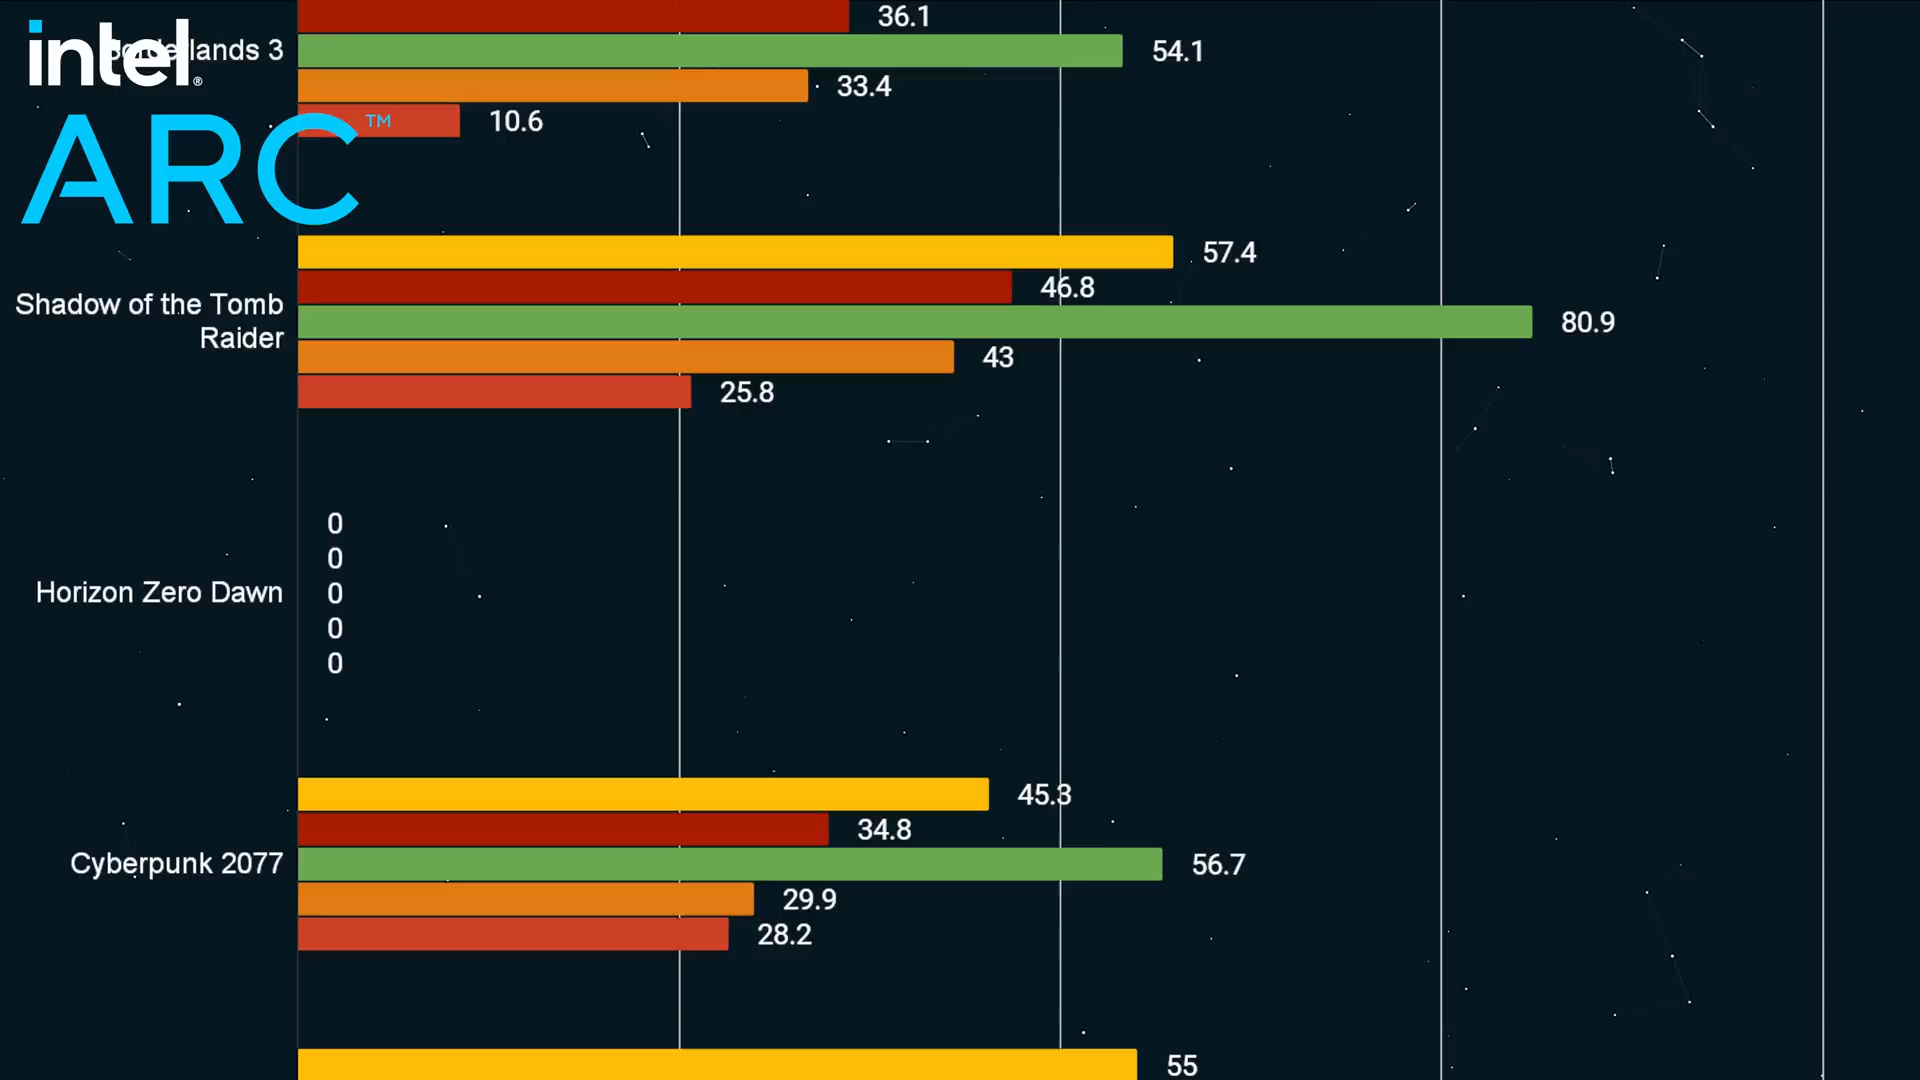 36.1
intel®
Borderlands 3
54.1
33.4
10.6
ARC™
57.4
46.8
Shadow of the Tomb
Raider
80.9
43
25.8
0
0
Horizon Zero Dawn
0
0
0
45.3
34.8
Cyberpunk 2077
56.7
29.9
28.2
55